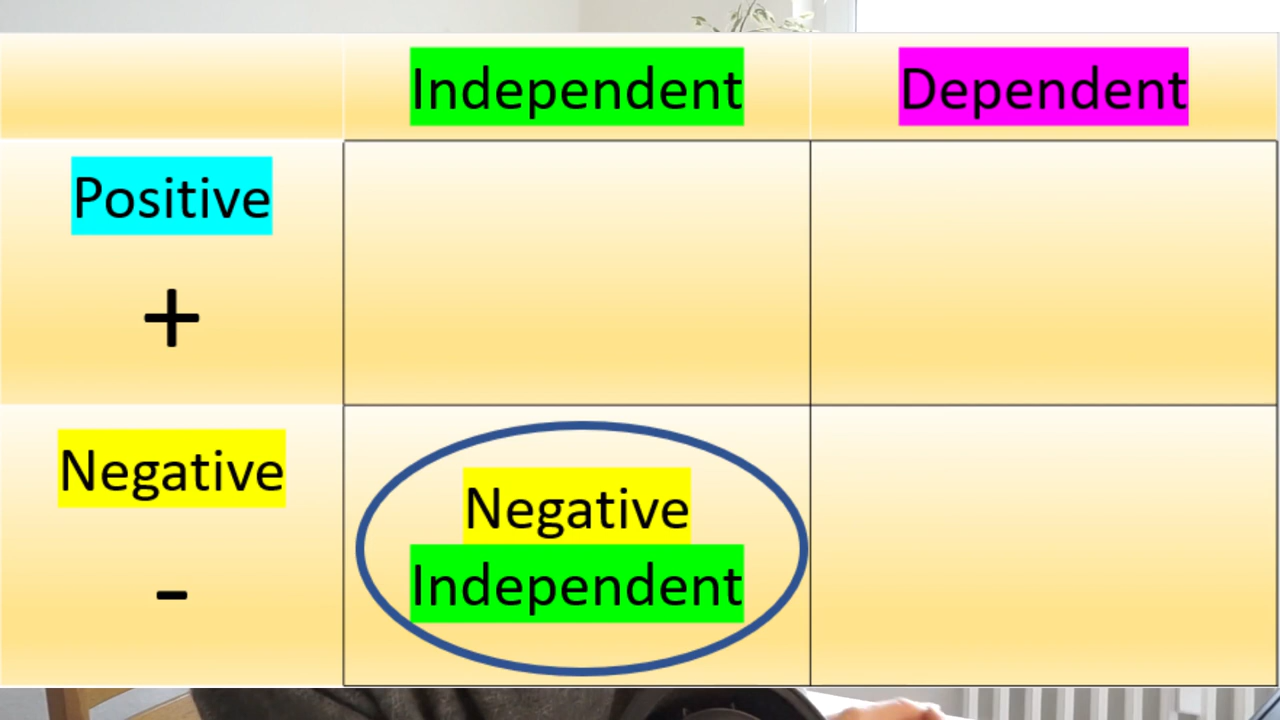 Independent
Dependent
Positive
+
Negative
-
Negative
Independent